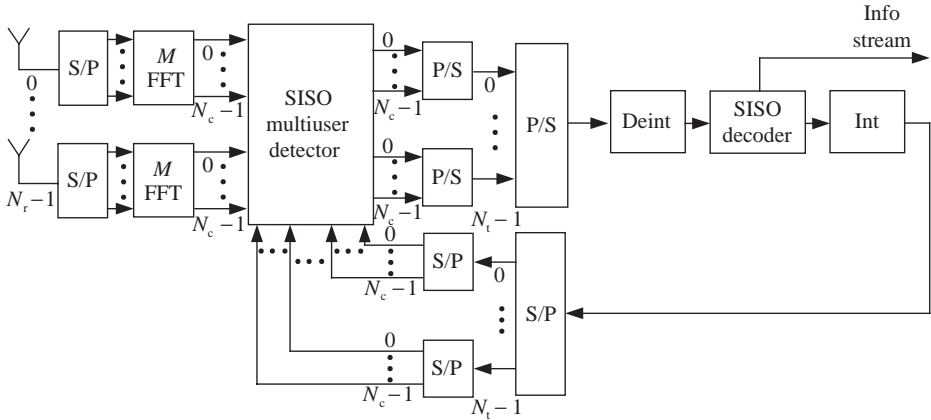 Info
stream
S/P
M
FFT
0
N_c − 1
0
S/P
M
FFT
0
N_c − 1
N_r − 1
SISO
multiuser
detector
0
N_c − 1
P/S
0
0
N_c − 1
P/S
N_t − 1
P/S
Deint
SISO
decoder
Int
0
N_c − 1
S/P
0
0
N_c − 1
S/P
N_t − 1
S/P